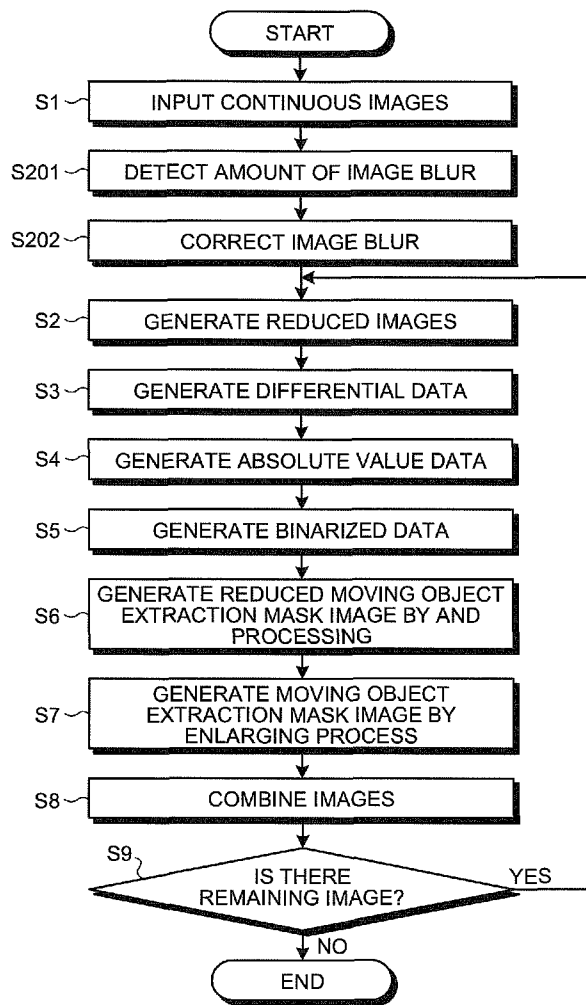 START
S1
INPUT CONTINUOUS IMAGES
S201
DETECT AMOUNT OF IMAGE BLUR
S202
CORRECT IMAGE BLUR
S2
GENERATE REDUCED IMAGES
S3
GENERATE DIFFERENTIAL DATA
S4
GENERATE ABSOLUTE VALUE DATA
S5
GENERATE BINARIZED DATA
S6
GENERATE REDUCED MOVING OBJECT
EXTRACTION MASK IMAGE BY AND
PROCESSING
S7
GENERATE MOVING OBJECT
EXTRACTION MASK IMAGE BY
ENLARGING PROCESS
S8
COMBINE IMAGES
S9
IS THERE
REMAINING IMAGE?
YES
NO
END